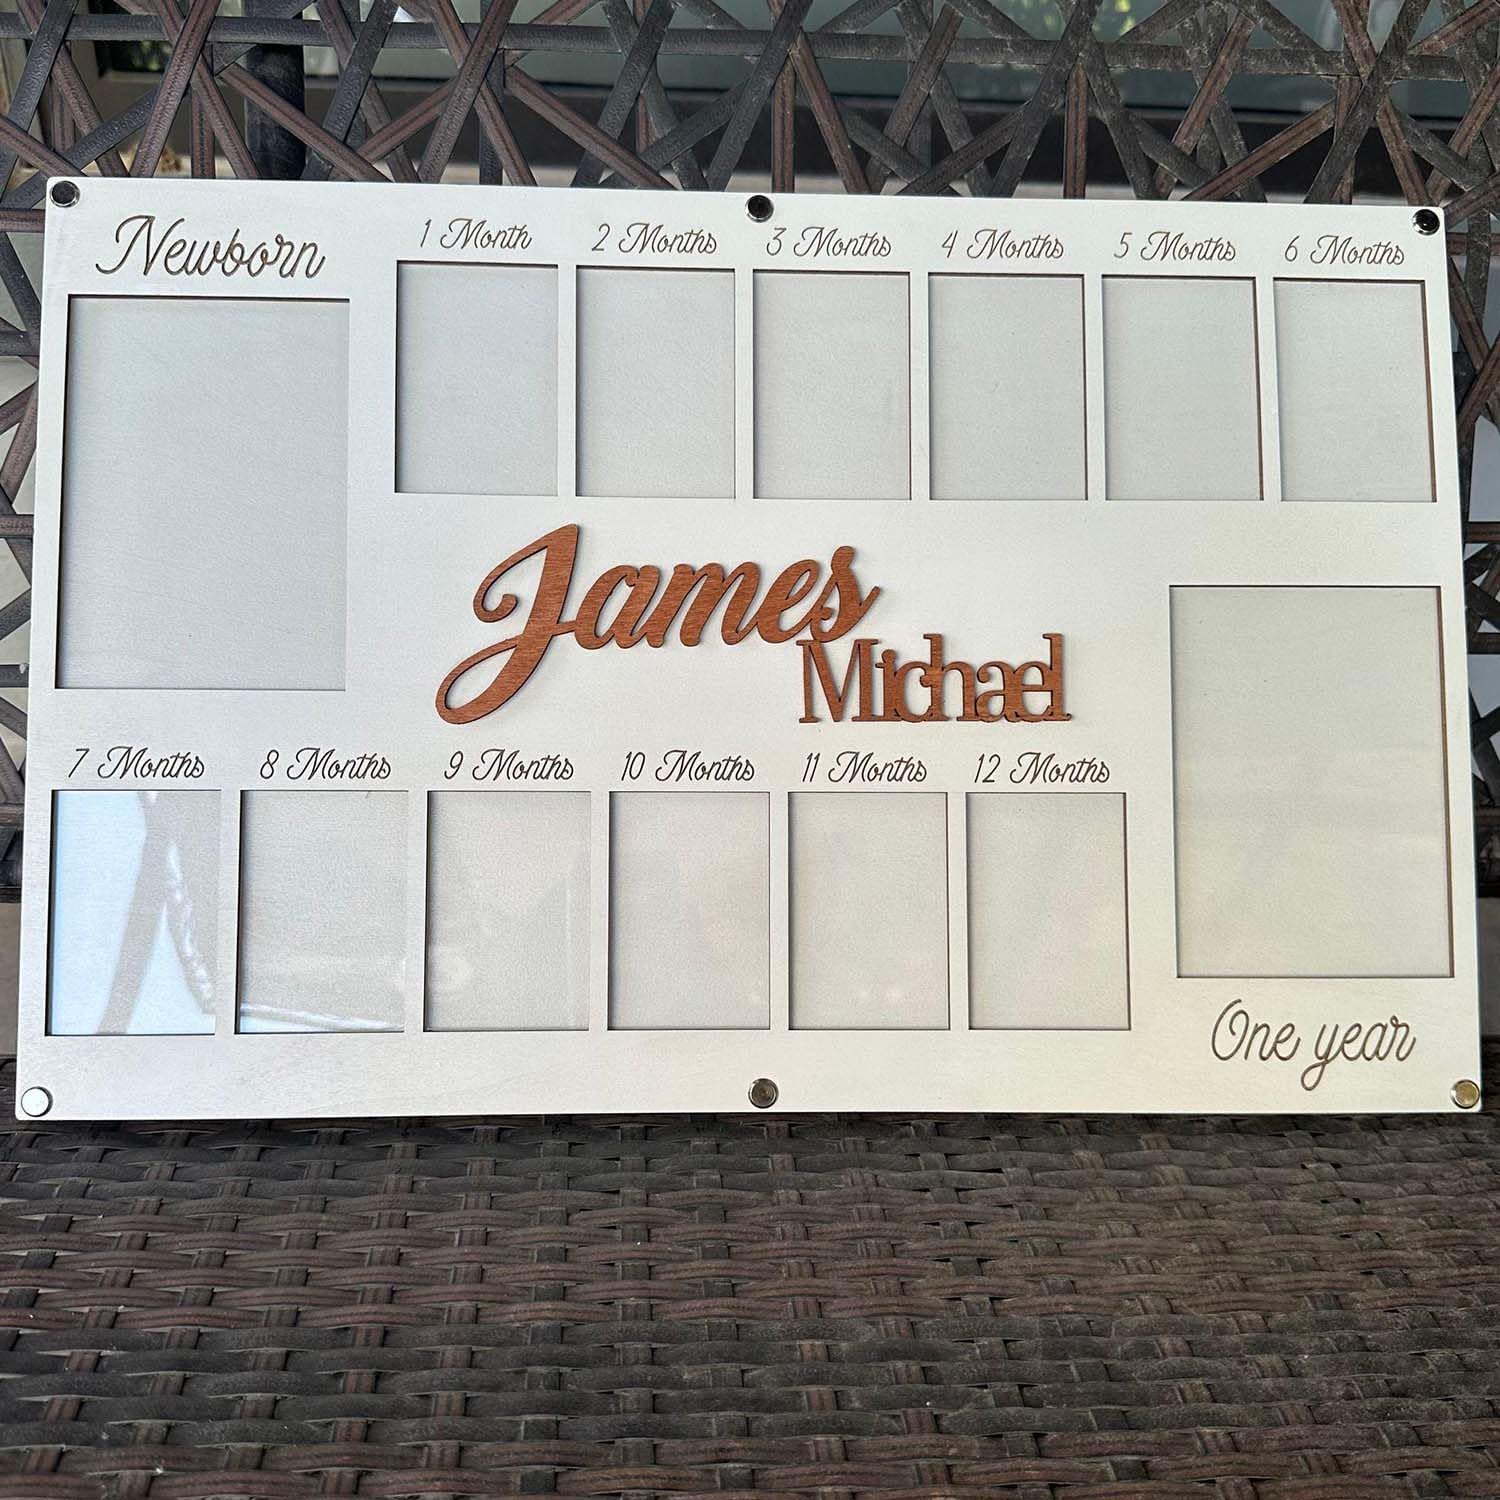 Newborn
1 Month
2 Months
3 Months
4 Months
5 Months
6 Months
James
Michael
7 Months
8 Months
9 Months
10 Months
11 Months
12 Months
One year